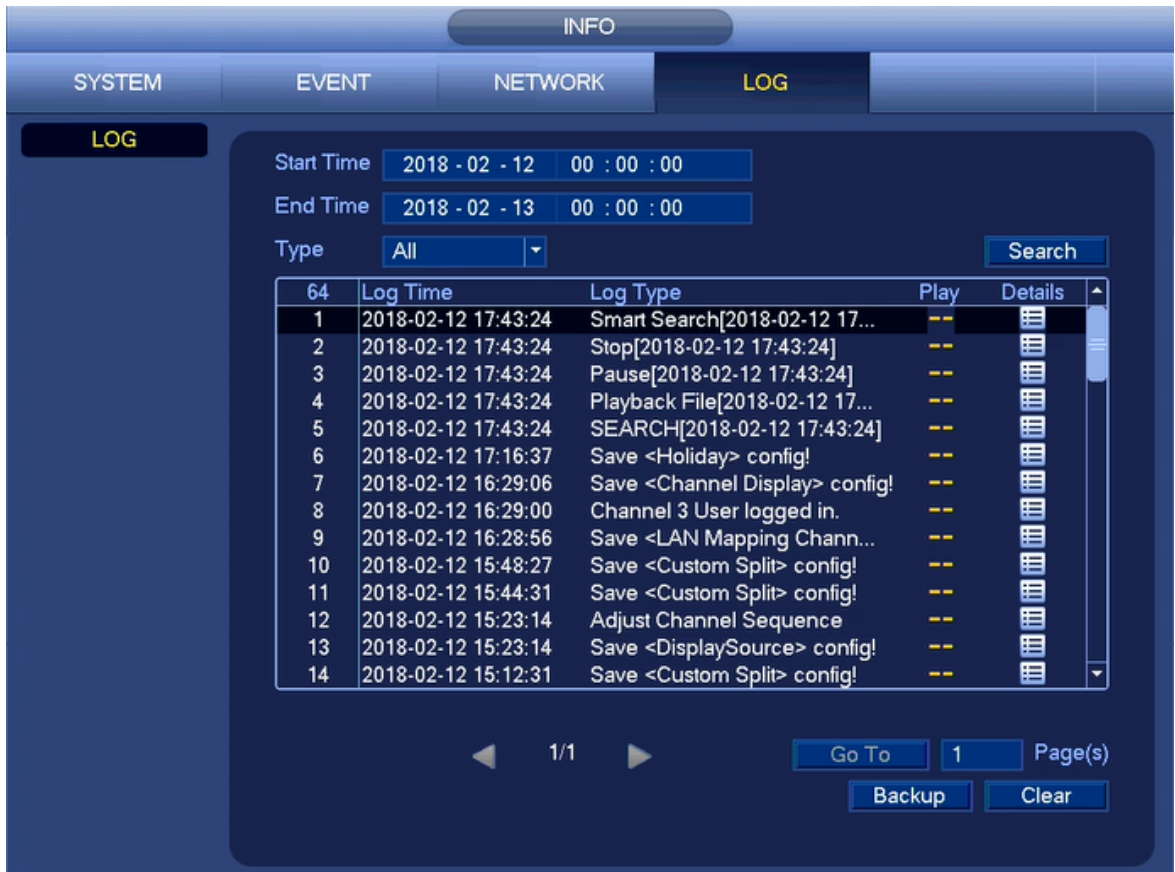 INFO
SYSTEM EVENT NETWORK LOG
LOG
Start Time 2018 - 02 - 12 00 : 00 : 00
End Time 2018 - 02 - 13 00 : 00 : 00
Type All Search
64 Log Time Log Type Play Details
1 2018-02-12 17:43:24 Smart Search[2018-02-12 17... --
2 2018-02-12 17:43:24 Stop[2018-02-12 17:43:24] --
3 2018-02-12 17:43:24 Pause[2018-02-12 17:43:24] --
4 2018-02-12 17:43:24 Playback File[2018-02-12 17... --
5 2018-02-12 17:43:24 SEARCH[2018-02-12 17:43:24] --
6 2018-02-12 17:16:37 Save <Holiday> config! --
7 2018-02-12 16:29:06 Save <Channel Display> config! --
8 2018-02-12 16:29:00 Channel 3 User logged in. --
9 2018-02-12 16:28:56 Save <LAN Mapping Chann... --
10 2018-02-12 15:48:27 Save <Custom Split> config! --
11 2018-02-12 15:44:31 Save <Custom Split> config! --
12 2018-02-12 15:23:14 Adjust Channel Sequence --
13 2018-02-12 15:23:14 Save <DisplaySource> config! --
14 2018-02-12 15:12:31 Save <Custom Split> config! --
1/1 Go To 1 Page(s)
Backup Clear